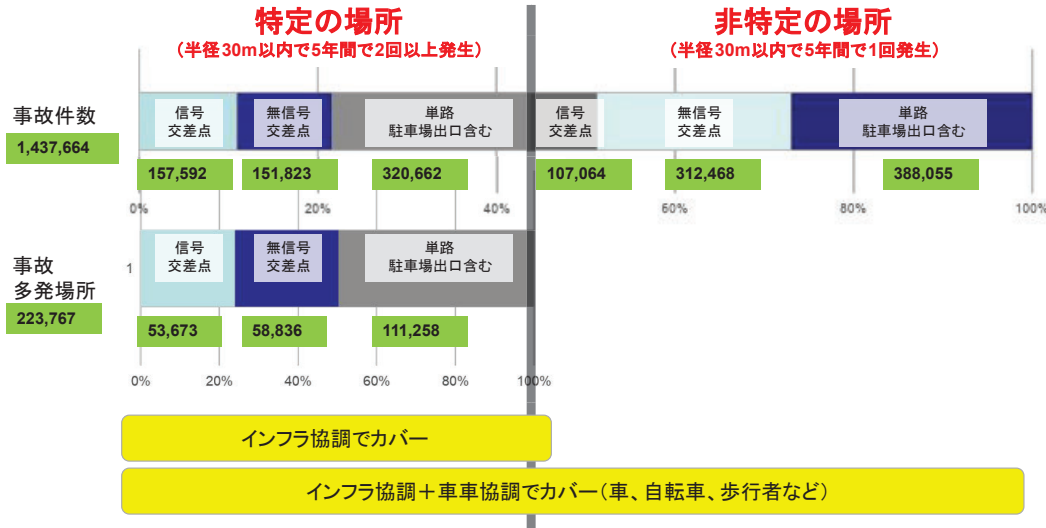 特定の場所
（半径30m以内で5年間で2回以上発生）
非特定の場所
（半径30m以内で5年間で1回発生）
事故件数
1,437,664
信号
交差点
無信号
交差点
単路
駐車場出口含む
信号
交差点
無信号
交差点
単路
駐車場出口含む
157,592
151,823
320,662
107,064
312,468
388,055
0%
20%
40%
60%
80%
100%
事故
多発場所
223,767
1
信号
交差点
無信号
交差点
単路
駐車場出口含む
53,673
58,836
111,258
0%
20%
40%
60%
80%
100%
インフラ協調でカバー
インフラ協調＋車車協調でカバー（車、自転車、歩行者など）